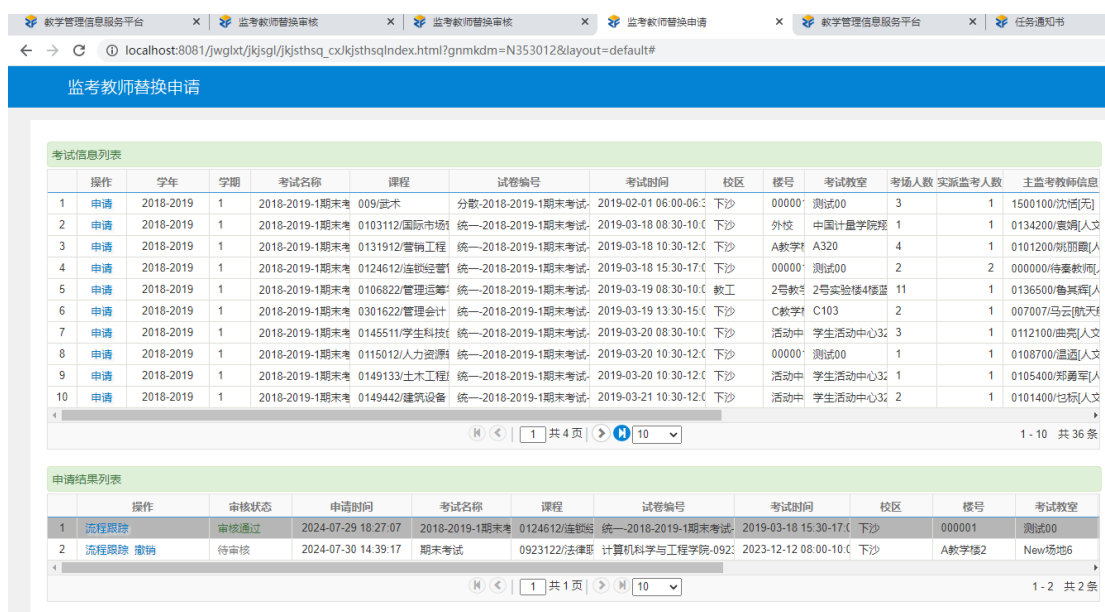 教学管理信息服务平台 × 监考教师替换审核 × 监考教师替换审核 × 监考教师替换申请 × 教学管理信息服务平台 × 任务通知书
localhost:8081/jwglxt/jkjsgl/jkjsthsq_cxJkjsthsqIndex.html?gnmkdm=N353012&layout=default#
监考教师替换申请
考试信息列表
操作 学年 学期 考试名称 课程 试卷编号 考试时间 校区 楼号 考试教室 考场人数 实派监考人数 主监考教师信息
1 申请 2018-2019 1 2018-2019-1期末考 009/武术 分散-2018-2019-1期末考试- 2019-02-01 06:00-06:3 下沙 00000 测试00 3 1 1500100/沈悟[无]
2 申请 2018-2019 1 2018-2019-1期末考 0103112/国际市场 统一-2018-2019-1期末考试- 2019-03-18 08:30-10:0 下沙 外校 中国计量学院翔 1 1 0134200/袁娟[人文
3 申请 2018-2019 1 2018-2019-1期末考 0131912/营销工程 统一-2018-2019-1期末考试- 2019-03-18 10:30-12:0 下沙 A教学 A320 4 1 0101200/姚丽霞[人
4 申请 2018-2019 1 2018-2019-1期末考 0124612/连锁经营 统一-2018-2019-1期末考试- 2019-03-18 15:30-17:0 下沙 00000 测试00 2 2 000000/待秦教师[
5 申请 2018-2019 1 2018-2019-1期末考 0106822/管理运筹 统一-2018-2019-1期末考试- 2019-03-19 08:30-10:0 教工 2号教学 2号实验楼4楼蓝 11 1 0136500/鲁其辉[人
6 申请 2018-2019 1 2018-2019-1期末考 0301622/管理会计 统一-2018-2019-1期末考试- 2019-03-19 13:30-15:0 下沙 C教学 C103 2 1 007007/马云[航天
7 申请 2018-2019 1 2018-2019-1期末考 0145511/学生科技 统一-2018-2019-1期末考试- 2019-03-20 08:30-10:0 下沙 活动中 学生活动中心32 3 1 0112100/曲亮[人文
8 申请 2018-2019 1 2018-2019-1期末考 0115012/人力资源 统一-2018-2019-1期末考试- 2019-03-20 10:30-12:0 下沙 00000 测试00 1 1 0108700/温迺[人文
9 申请 2018-2019 1 2018-2019-1期末考 0149133/土木工程 统一-2018-2019-1期末考试- 2019-03-20 10:30-12:0 下沙 活动中 学生活动中心32 1 1 0105400/郑勇军[人
10 申请 2018-2019 1 2018-2019-1期末考 0149442/建筑设备 统一-2018-2019-1期末考试- 2019-03-21 10:30-12:0 下沙 活动中 学生活动中心32 2 1 0101400/乜标[人文
1 共 4 页 10 1 - 10 共 36 条
申请结果列表
操作 审核状态 申请时间 考试名称 课程 试卷编号 考试时间 校区 楼号 考试教室
1 流程跟踪 审核通过 2024-07-29 18:27:07 2018-2019-1期末考 0124612/连锁经 统一-2018-2019-1期末考试- 2019-03-18 15:30-17:0 下沙 000001 测试00
2 流程跟踪 撤销 待审核 2024-07-30 14:39:17 期末考试 0923122/法律职 计算机科学与工程学院-092 2023-12-12 08:00-10:0 下沙 A教学楼2 New场地6
1 共 1 页 10 1 - 2 共 2 条